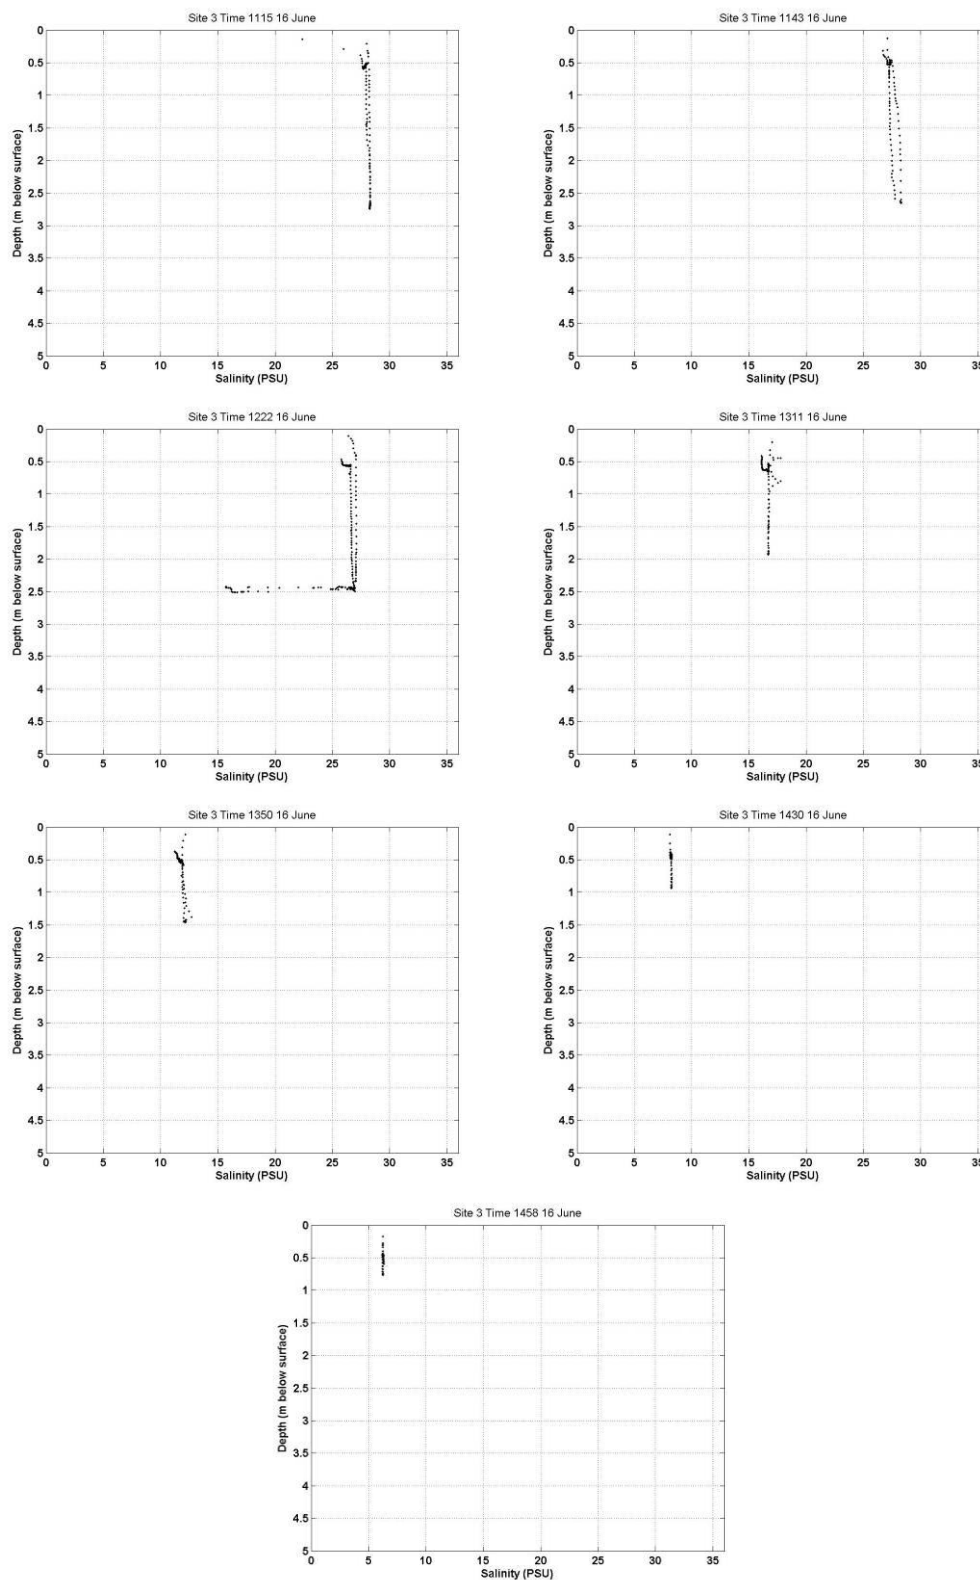 Site 3 Time 1115 16 June
0
0.5
1
1.5
2
2.5
3
3.5
4
4.5
5
Depth (m below surface)
0 5 10 15 20 25 30 35
Salinity (PSU)
Site 3 Time 1143 16 June
0
0.5
1
1.5
2
2.5
3
3.5
4
4.5
5
Depth (m below surface)
0 5 10 15 20 25 30 35
Salinity (PSU)
Site 3 Time 1222 16 June
0
0.5
1
1.5
2
2.5
3
3.5
4
4.5
5
Depth (m below surface)
0 5 10 15 20 25 30 35
Salinity (PSU)
Site 3 Time 1311 16 June
0
0.5
1
1.5
2
2.5
3
3.5
4
4.5
5
Depth (m below surface)
0 5 10 15 20 25 30 35
Salinity (PSU)
Site 3 Time 1350 16 June
0
0.5
1
1.5
2
2.5
3
3.5
4
4.5
5
Depth (m below surface)
0 5 10 15 20 25 30 35
Salinity (PSU)
Site 3 Time 1430 16 June
0
0.5
1
1.5
2
2.5
3
3.5
4
4.5
5
Depth (m below surface)
0 5 10 15 20 25 30 35
Salinity (PSU)
Site 3 Time 1458 16 June
0
0.5
1
1.5
2
2.5
3
3.5
4
4.5
5
Depth (m below surface)
0 5 10 15 20 25 30 35
Salinity (PSU)